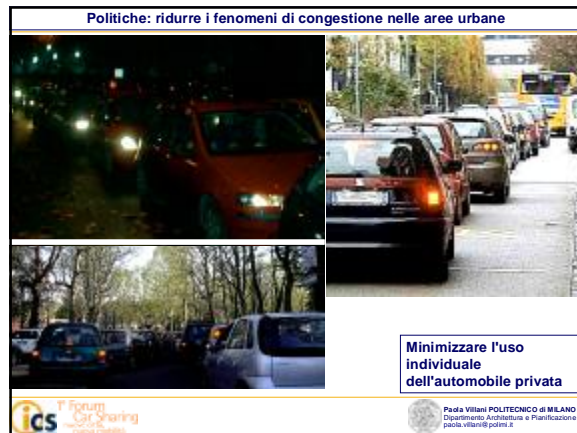 Politiche: ridurre i fenomeni di congestione nelle aree urbane
Minimizzare l'uso
individuale
dell'automobile privata
ics
1° Forum
Car Sharing
Paola Villani POLITECNICO di MILANO
Dipartimento Architettura e Pianificazione
paola.villani@polimi.it